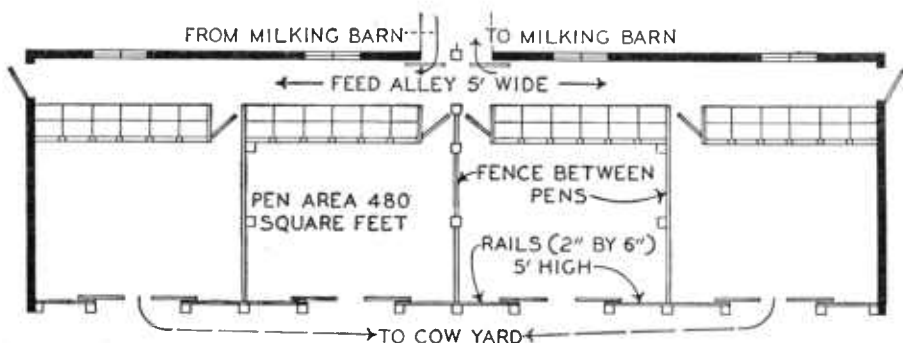 FROM MILKING BARN
TO MILKING BARN
FEED ALLEY 5' WIDE
FENCE BETWEEN
PENS
PEN AREA 480
SQUARE FEET
RAILS (2" BY 6")
5' HIGH
TO COW YARD